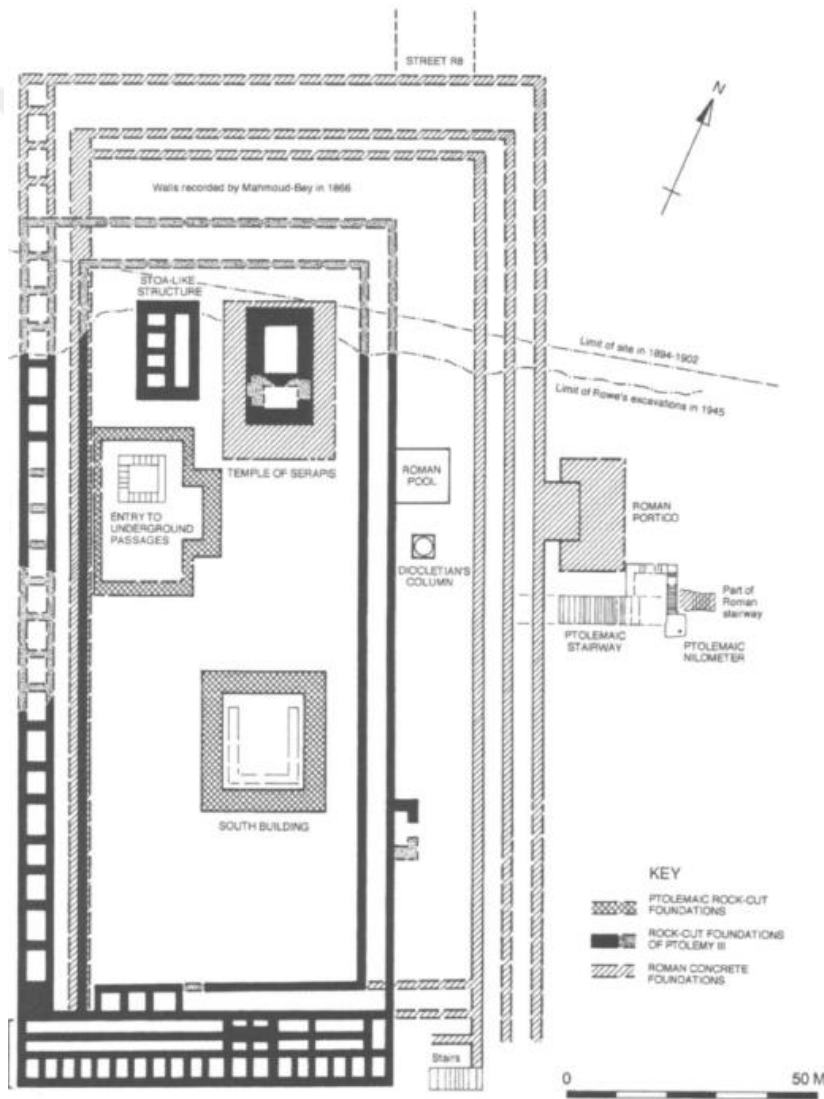 STREET R8
N
Walls recorded by Mahmoud-Bey in 1866
STOA-LIKE
STRUCTURE
Limit of site in 1894-1902
Limit of Rowe's excavations in 1945
TEMPLE OF SERAPIS
ROMAN
POOL
ROMAN
PORTICO
ENTRY TO
UNDERGROUND
PASSAGES
DIOCLETIAN'S
COLUMN
Part of
Roman
stairway
PTOLEMAIC
STAIRWAY
PTOLEMAIC
NILOMETER
SOUTH BUILDING
KEY
PTOLEMAIC ROCK-CUT
FOUNDATIONS
ROCK-CUT FOUNDATIONS
OF PTOLEMY III
ROMAN CONCRETE
FOUNDATIONS
Stairs
0 50 M